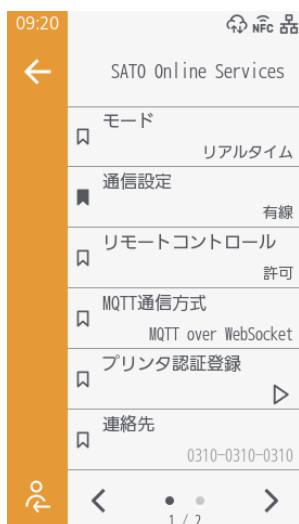 09:20
NFC
SATO Online Services
モード
リアルタイム
通信設定
有線
リモートコントロール
許可
MQTT通信方式
MQTT over WebSocket
プリンタ認証登録
連絡先
0310-0310-0310
1 / 2